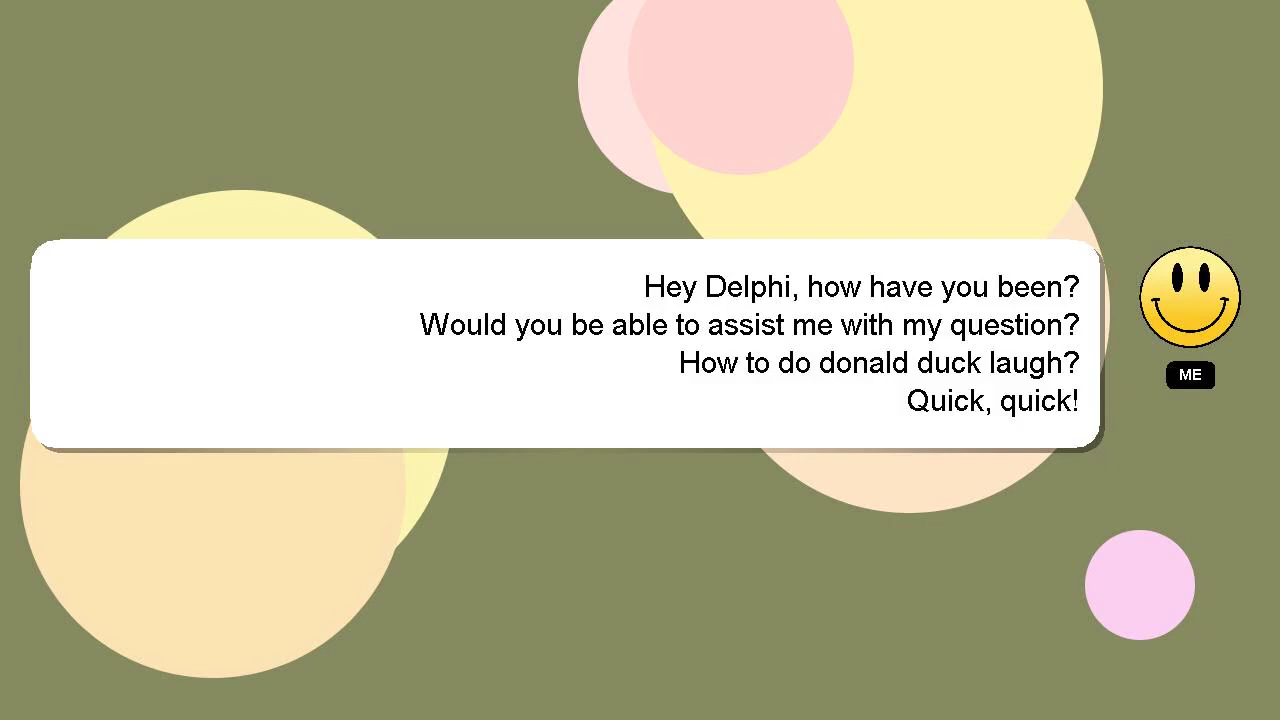 Hey Delphi, how have you been?
Would you be able to assist me with my question?
How to do donald duck laugh?
Quick, quick!
ME